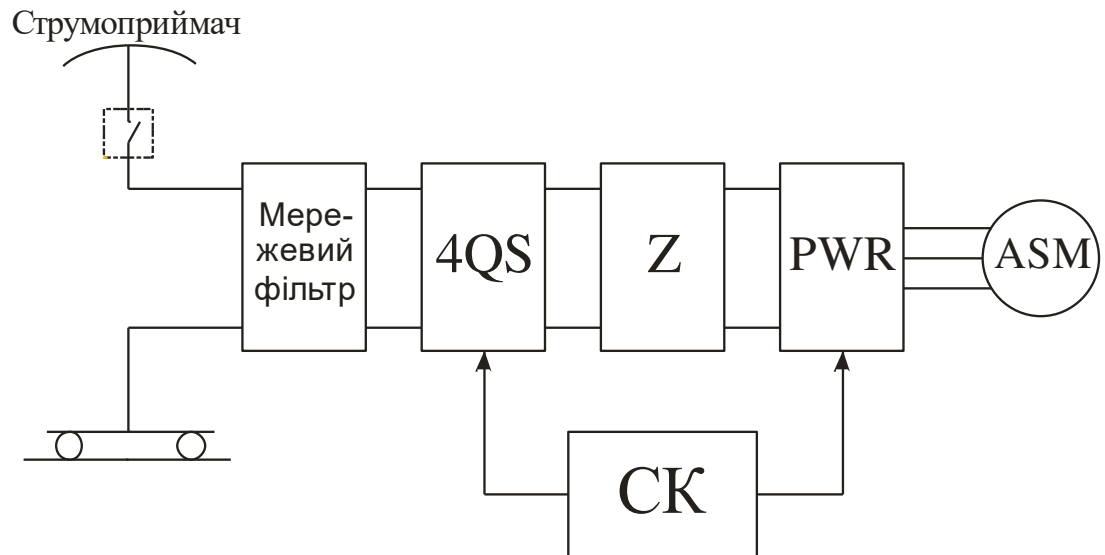 Струмоприймач
Мере-
жевий
фільтр
4QS
Z
PWR
ASM
СК